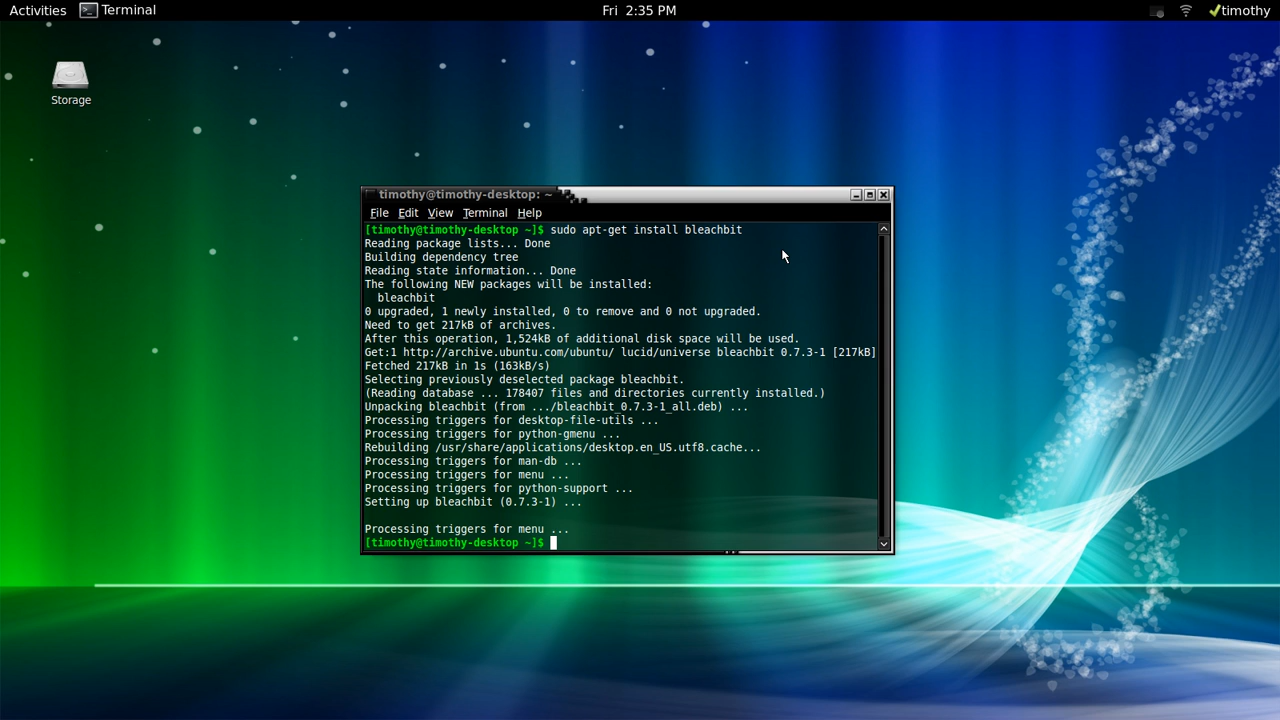 Activities Terminal Fri 2:35 PM timothy
Storage
timothy@timothy-desktop: ~
File Edit View Terminal Help
[timothy@timothy-desktop ~]$ sudo apt-get install bleachbit
Reading package lists... Done
Building dependency tree
Reading state information... Done
The following NEW packages will be installed:
  bleachbit
0 upgraded, 1 newly installed, 0 to remove and 0 not upgraded.
Need to get 217kB of archives.
After this operation, 1,524kB of additional disk space will be used.
Get:1 http://archive.ubuntu.com/ubuntu/ lucid/universe bleachbit 0.7.3-1 [217kB]
Fetched 217kB in 1s (163kB/s)
Selecting previously deselected package bleachbit.
(Reading database ... 178407 files and directories currently installed.)
Unpacking bleachbit (from .../bleachbit_0.7.3-1_all.deb) ...
Processing triggers for desktop-file-utils ...
Processing triggers for python-gmenu ...
Rebuilding /usr/share/applications/desktop.en_US.utf8.cache...
Processing triggers for man-db ...
Processing triggers for menu ...
Processing triggers for python-support ...
Setting up bleachbit (0.7.3-1) ...
Processing triggers for menu ...
[timothy@timothy-desktop ~]$